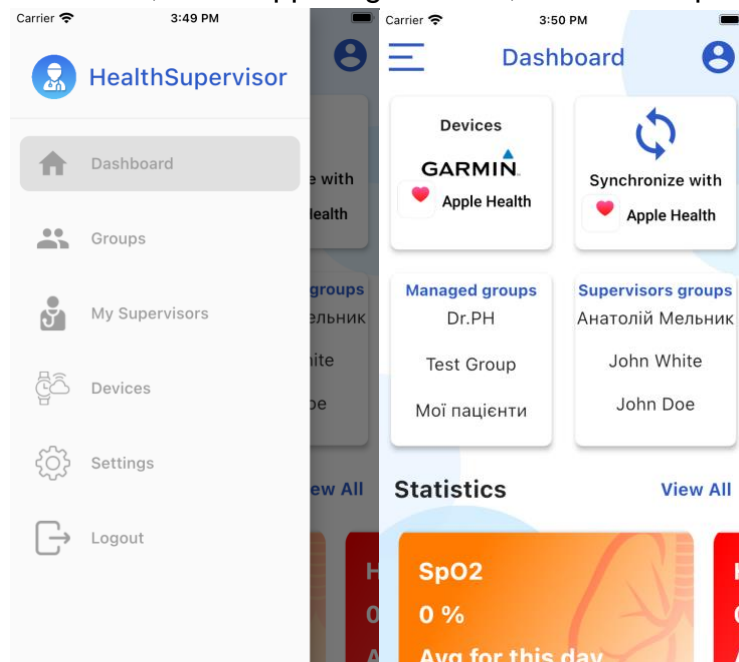 Carrier 3:49 PM
HealthSupervisor
Dashboard
Groups
My Supervisors
Devices
Settings
Logout
e with
Health
groups
ельник
ite
oe
ew All
Carrier 3:50 PM
Dashboard
Devices
GARMIN
Apple Health
Synchronize with
Apple Health
Managed groups
Dr.PH
Test Group
Мої пацієнти
Supervisors groups
Анатолій Мельник
John White
John Doe
Statistics
View All
SpO2
0 %
Avg for this day